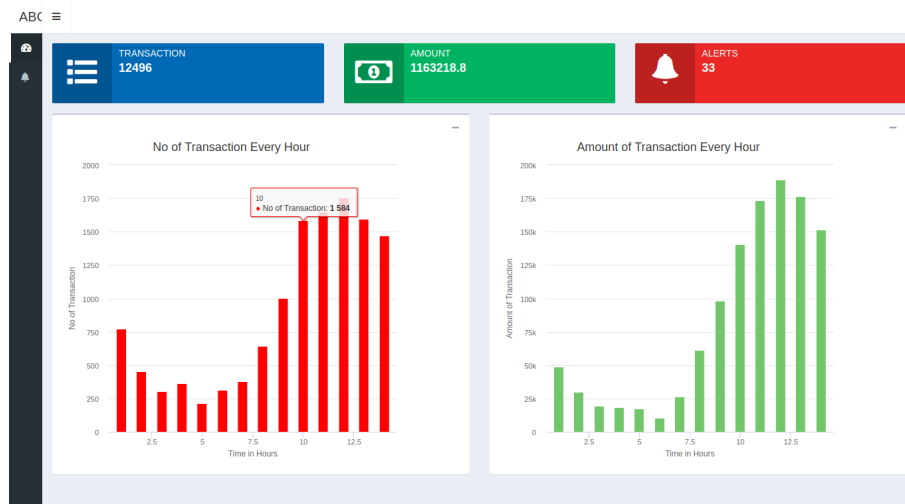 ABC
TRANSACTION
12496
AMOUNT
1163218.8
ALERTS
33
No of Transaction Every Hour
2000
1750
1500
1250
1000
750
500
250
0
No of Transaction
10
● No of Transaction: 1 584
2.5 5 7.5 10 12.5
Time in Hours
Amount of Transaction Every Hour
200k
175k
150k
125k
100k
75k
50k
25k
0
Amount of Transaction
2.5 5 7.5 10 12.5
Time in Hours